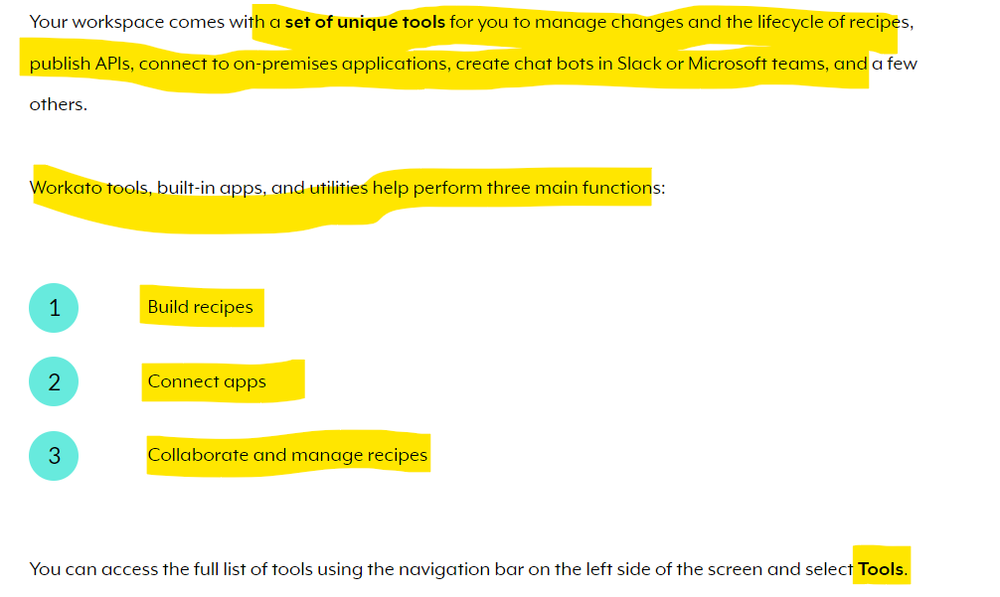 Your workspace comes with a set of unique tools for you to manage changes and the lifecycle of recipes,
publish APIs, connect to on-premises applications, create chat bots in Slack or Microsoft teams, and a few
others.
Workato tools, built-in apps, and utilities help perform three main functions:
1 Build recipes
2 Connect apps
3 Collaborate and manage recipes
You can access the full list of tools using the navigation bar on the left side of the screen and select Tools.